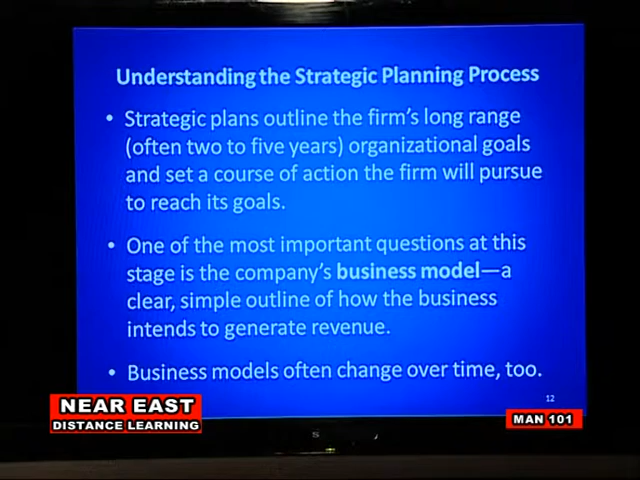 Understanding the Strategic Planning Process
• Strategic plans outline the firm's long range
(often two to five years) organizational goals
and set a course of action the firm will pursue
to reach its goals.
• One of the most important questions at this
stage is the company's business model—a
clear, simple outline of how the business
intends to generate revenue.
• Business models often change over time, too.
12
NEAR EAST
DISTANCE LEARNING
MAN 101